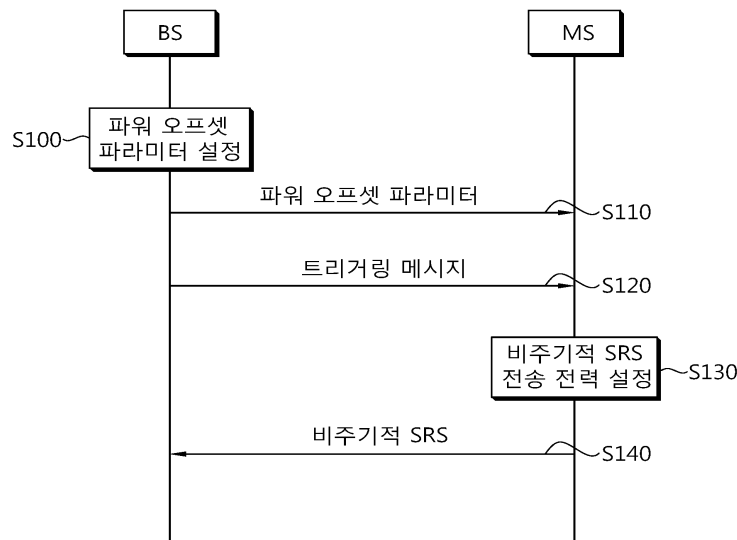 BS
MS
파워 오프셋
파라미터 설정
S100
파워 오프셋 파라미터
S110
트리거링 메시지
S120
비주기적 SRS
전송 전력 설정
S130
비주기적 SRS
S140